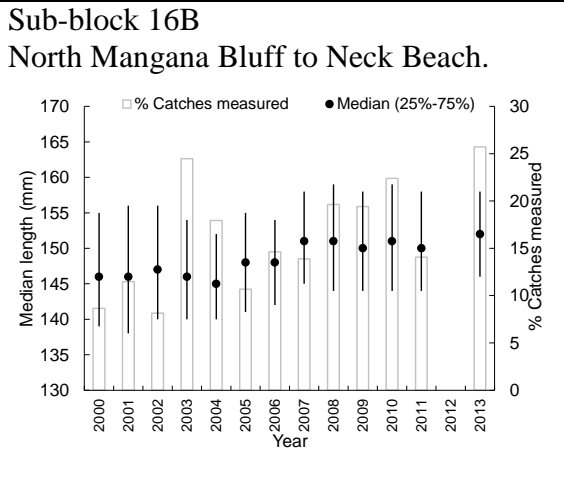 Sub-block 16B
North Mangana Bluff to Neck Beach.
% Catches measured Median (25%-75%)
170 30
165
160 25
155 20
150 15
145
140 10
135 5
130 0
Median length (mm)
% Catches measured
2000 2001 2002 2003 2004 2005 2006 2007 2008 2009 2010 2011 2012 2013
Year